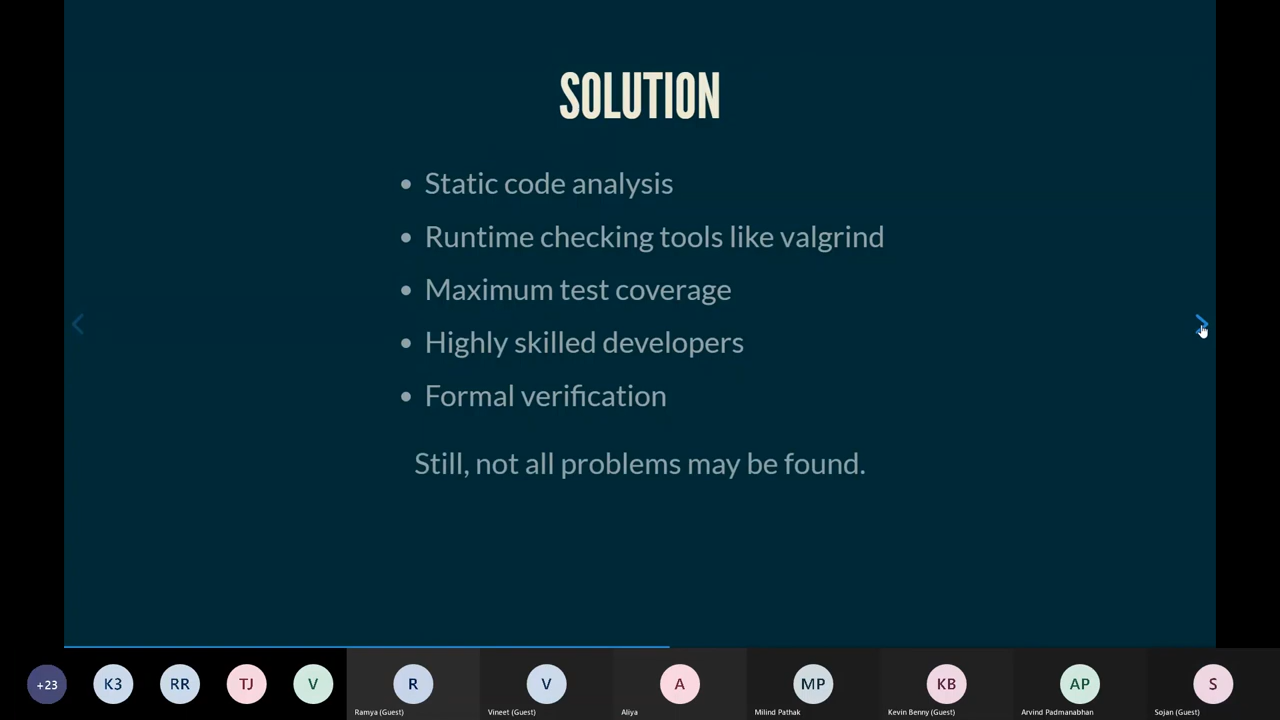 SOLUTION
Static code analysis
Runtime checking tools like valgrind
Maximum test coverage
Highly skilled developers
Formal verification
Still, not all problems may be found.
+23
K3
RR
TJ
V
R
V
A
MP
KB
AP
S
Ramya (Guest)
Vineet (Guest)
Aliya
Milind Pathak
Kevin Benny (Guest)
Arvind Padmanabhan
Sojan (Guest)